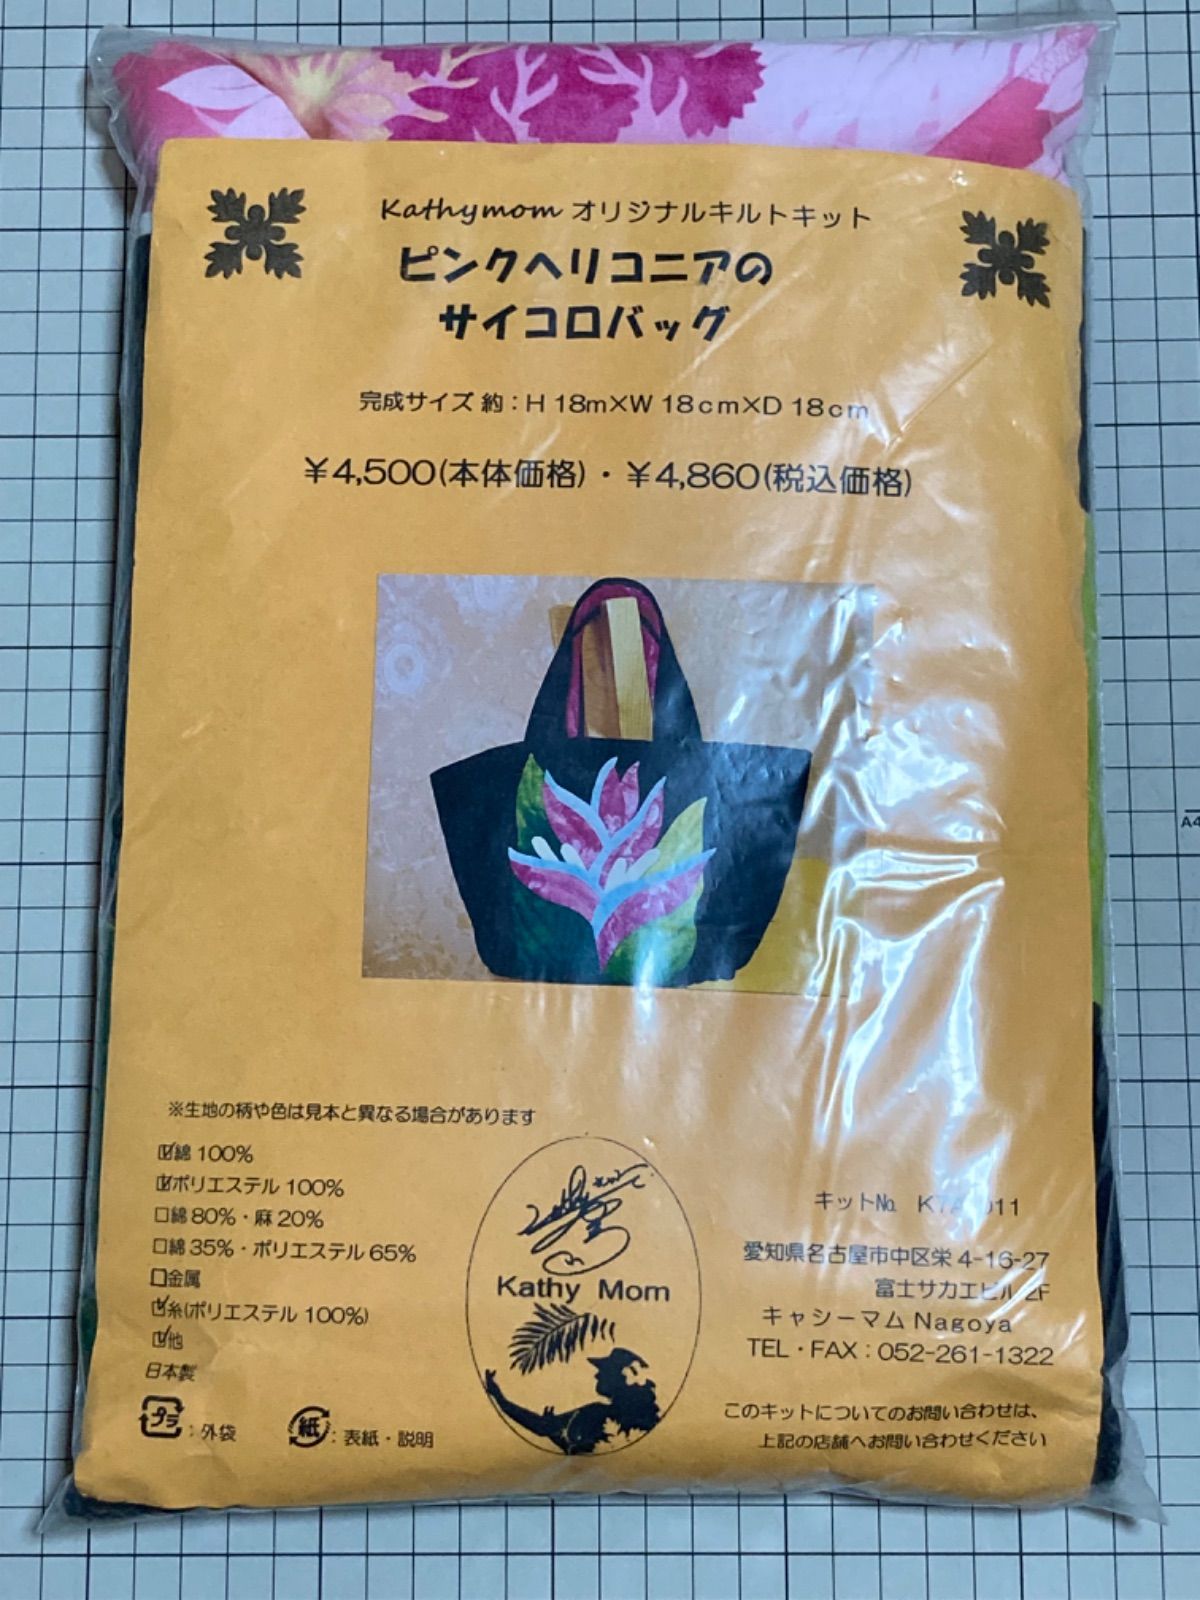 Kathymom オリジナルキルトキット
ピンクヘリコニアの
サイコロバッグ
完成サイズ 約：H 18m×W 18cm×D 18cm
￥4,500(本体価格)・￥4,860(税込価格)
※生地の柄や色は見本と異なる場合があります
☑綿 100%
☑ポリエステル 100%
□綿 80%・麻 20%
□綿 35%・ポリエステル 65%
□金属
☑糸(ポリエステル 100%)
☑他
日本製
プラ：外袋
紙：表紙・説明
Kathy Mom
キットNo.
愛知県名古屋市中区栄 4-16-27
富士サカエビル 2F
キャシーマム Nagoya
TEL・FAX：052-261-1322
このキットについてのお問い合わせは、
上記の店舗へお問い合わせください
A4